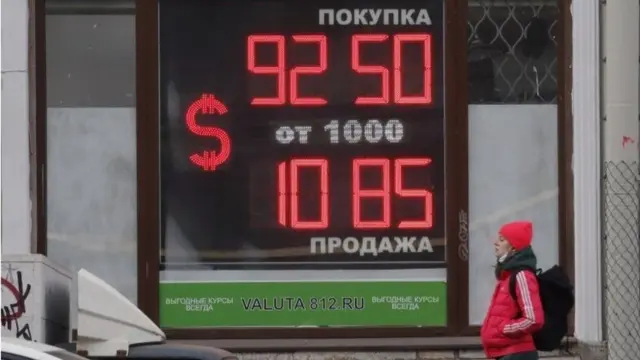 ПОКУПКА
92 50
$
от 1000
10 85
ПРОДАЖА
ВЫГОДНЫЕ КУРСЫ ВСЕГДА
VALUTA 812.RU
ВЫГОДНЫЕ КУРСЫ ВСЕГДА